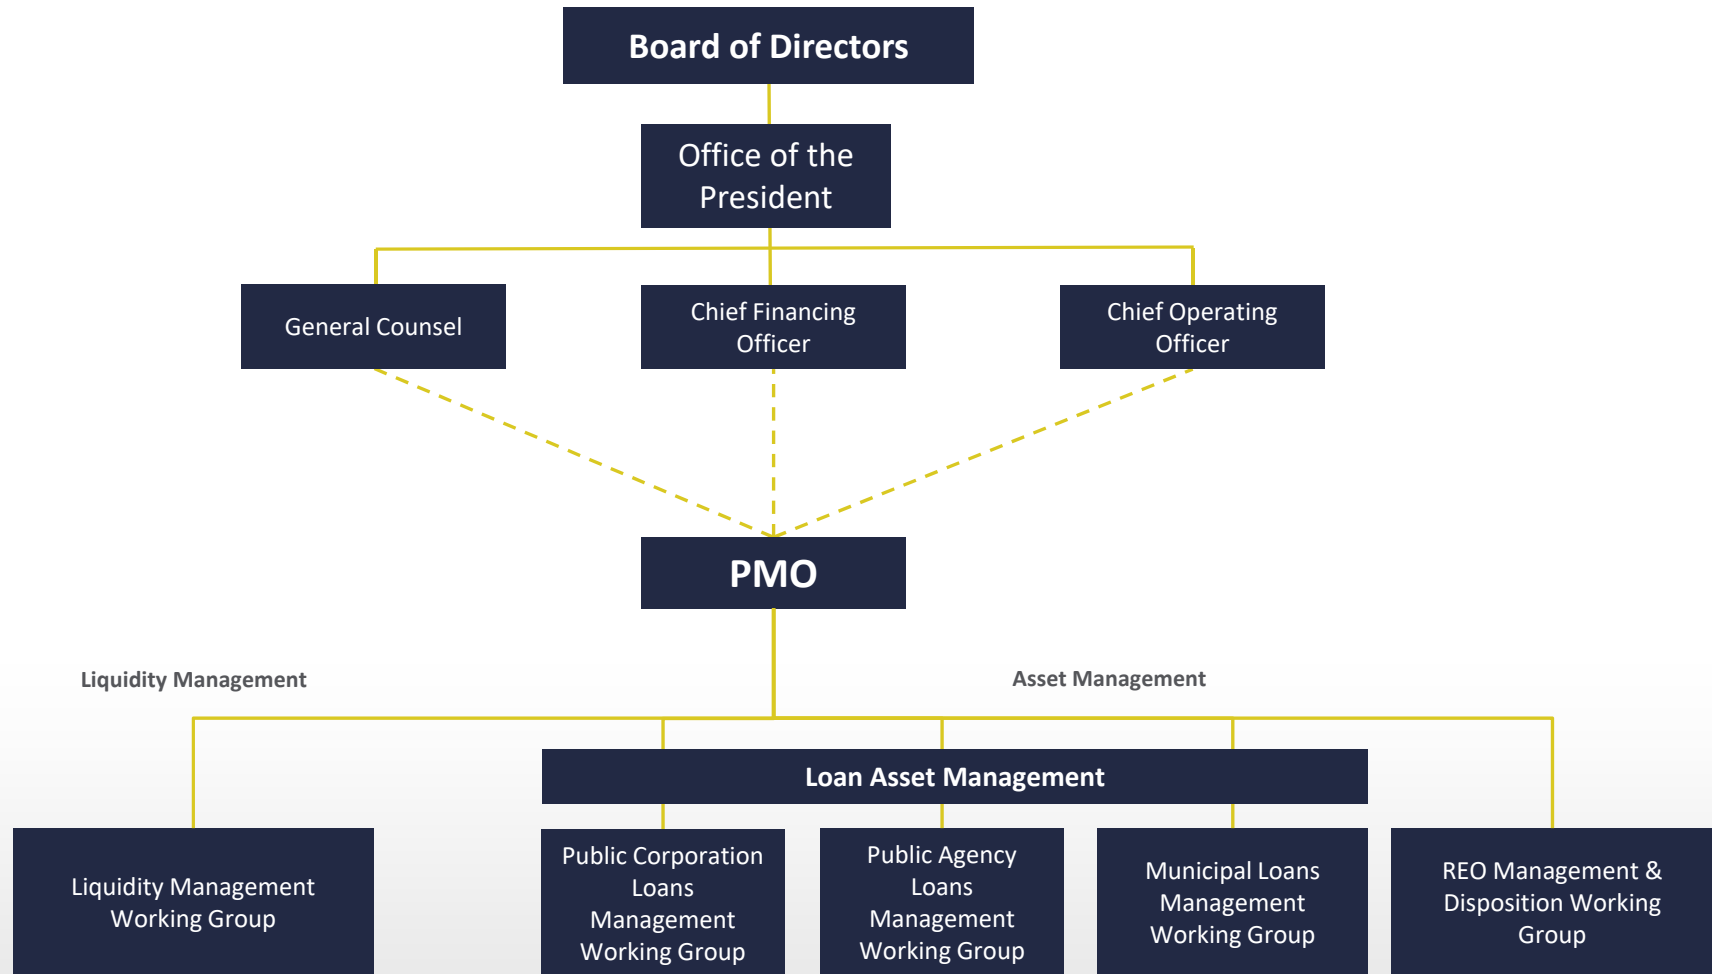 Board of Directors
Office of the
President
General Counsel
Chief Financing
Officer
Chief Operating
Officer
PMO
Liquidity Management
Asset Management
Loan Asset Management
Liquidity Management
Working Group
Public Corporation
Loans
Management
Working Group
Public Agency
Loans
Management
Working Group
Municipal Loans
Management
Working Group
REO Management &
Disposition Working
Group